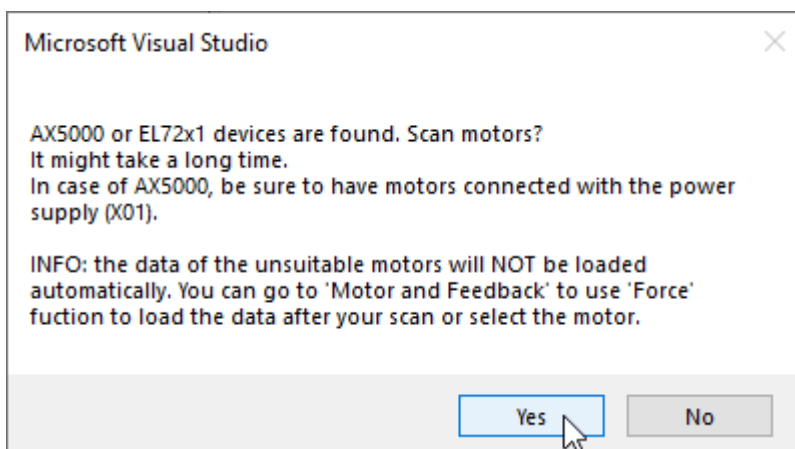 Microsoft Visual Studio
AX5000 or EL72x1 devices are found. Scan motors?
It might take a long time.
In case of AX5000, be sure to have motors connected with the power
supply (X01).
INFO: the data of the unsuitable motors will NOT be loaded
automatically. You can go to 'Motor and Feedback' to use 'Force'
fuction to load the data after your scan or select the motor.
Yes No